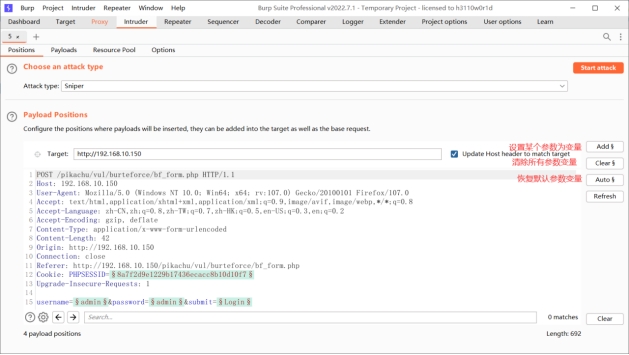 Burp Project Intruder Repeater Window Help Burp Suite Professional v2022.7.1 - Temporary Project - licensed to h3110w0r1d
Dashboard Target Proxy Intruder Repeater Sequencer Decoder Comparer Logger Extender Project options User options Learn
5 × +
Positions Payloads Resource Pool Options
Choose an attack type
Start attack
Attack type: Sniper
Payload Positions
Configure the positions where payloads will be inserted, they can be added into the target as well as the base request.
设置某个参数为变量 Add §
Target: http://192.168.10.150 Update Host header to match target
清除所有参数变量 Clear §
恢复默认参数变量 Auto §
Refresh
1 POST /pikachu/vul/burteforce/bf_form.php HTTP/1.1
2 Host: 192.168.10.150
3 User-Agent: Mozilla/5.0 (Windows NT 10.0; Win64; x64; rv:107.0) Gecko/20100101 Firefox/107.0
4 Accept: text/html,application/xhtml+xml,application/xml;q=0.9,image/avif,image/webp,*/*;q=0.8
5 Accept-Language: zh-CN,zh;q=0.8,zh-TW;q=0.7,zh-HK;q=0.5,en-US;q=0.3,en;q=0.2
6 Accept-Encoding: gzip, deflate
7 Content-Type: application/x-www-form-urlencoded
8 Content-Length: 42
9 Origin: http://192.168.10.150
10 Connection: close
11 Referer: http://192.168.10.150/pikachu/vul/burteforce/bf_form.php
12 Cookie: PHPSESSID=§8a7f2d9e1229b17436ecacc8b10d10f7§
13 Upgrade-Insecure-Requests: 1
14
15 username=§admin§&password=§admin§&submit=§Login§
Search... 0 matches Clear
4 payload positions Length: 692